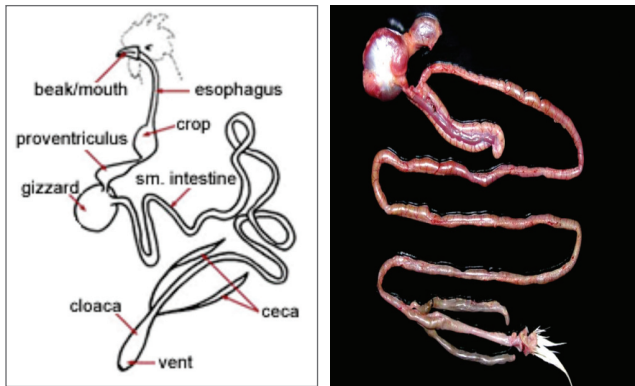 beak/mouth
esophagus
crop
proventriculus
sm. intestine
gizzard
cloaca
ceca
vent